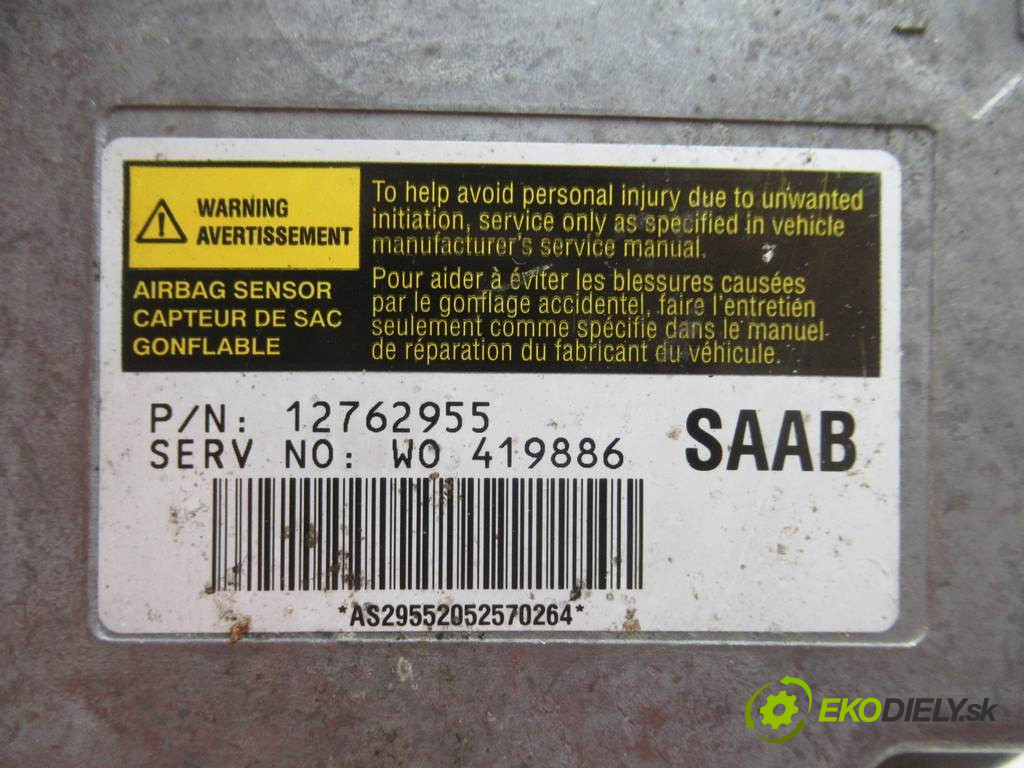 WARNING
AVERTISSEMENT
AIRBAG SENSOR
CAPTEUR DE SAC
GONFLABLE
To help avoid personal injury due to unwanted
initiation, service only as specified in vehicle
manufacturer's service manual.
Pour aider à éviter les blessures causées
par le gonflage accidentel, faire l'entretien
seulement comme spécifie dans le manuel
de réparation du fabricant du véhicule.
P/N: 12762955
SERV NO: WO 419886
SAAB
*AS29552052570264*
EKODIELY.sk